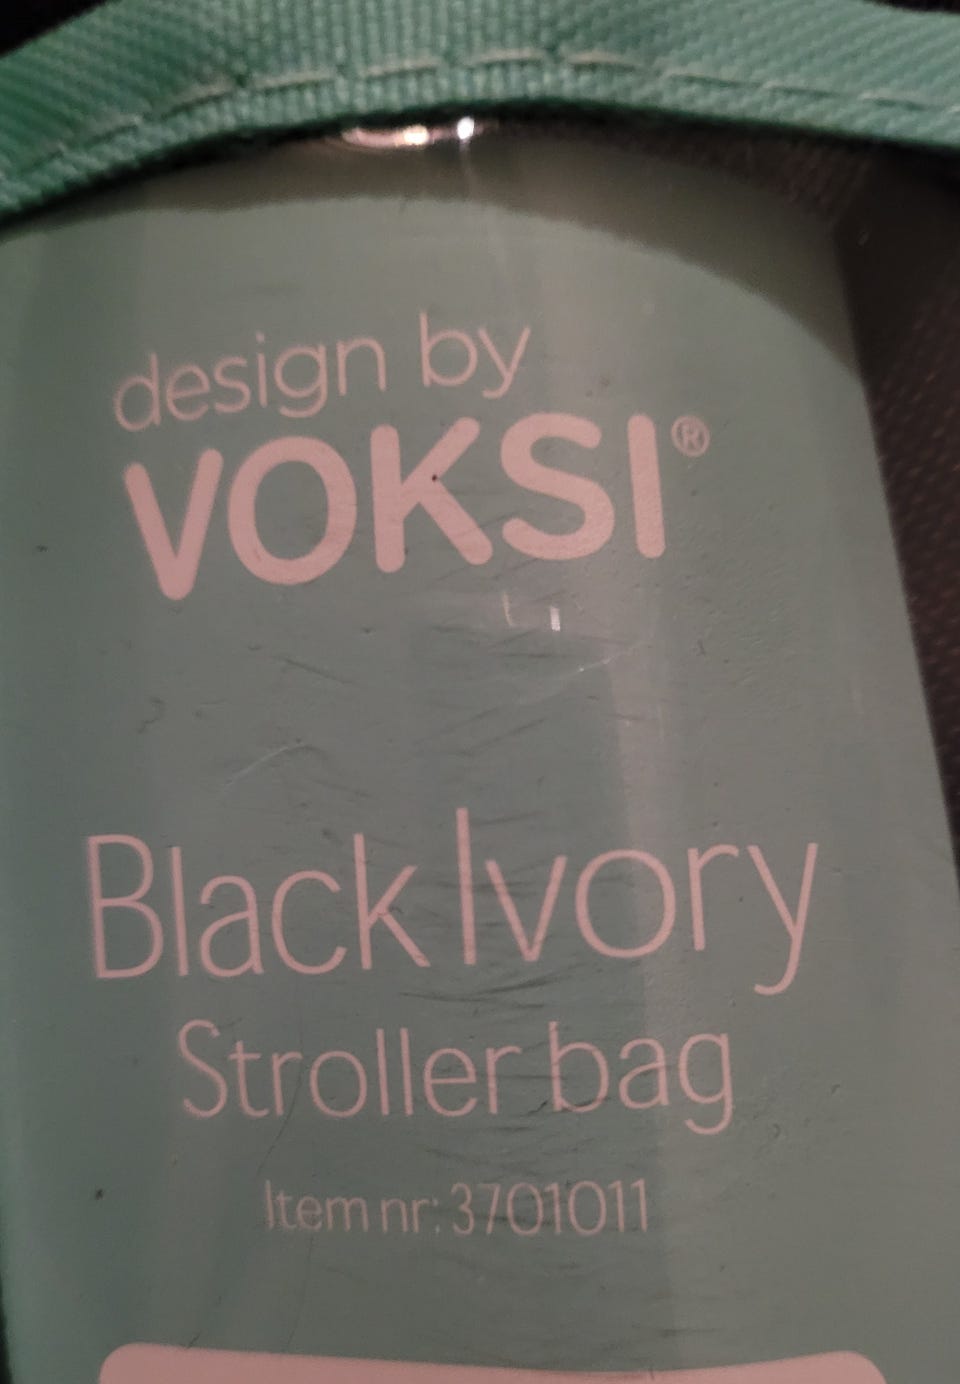 design by
VOKSI®
Black Ivory
Stroller bag
Item nr: 3701011